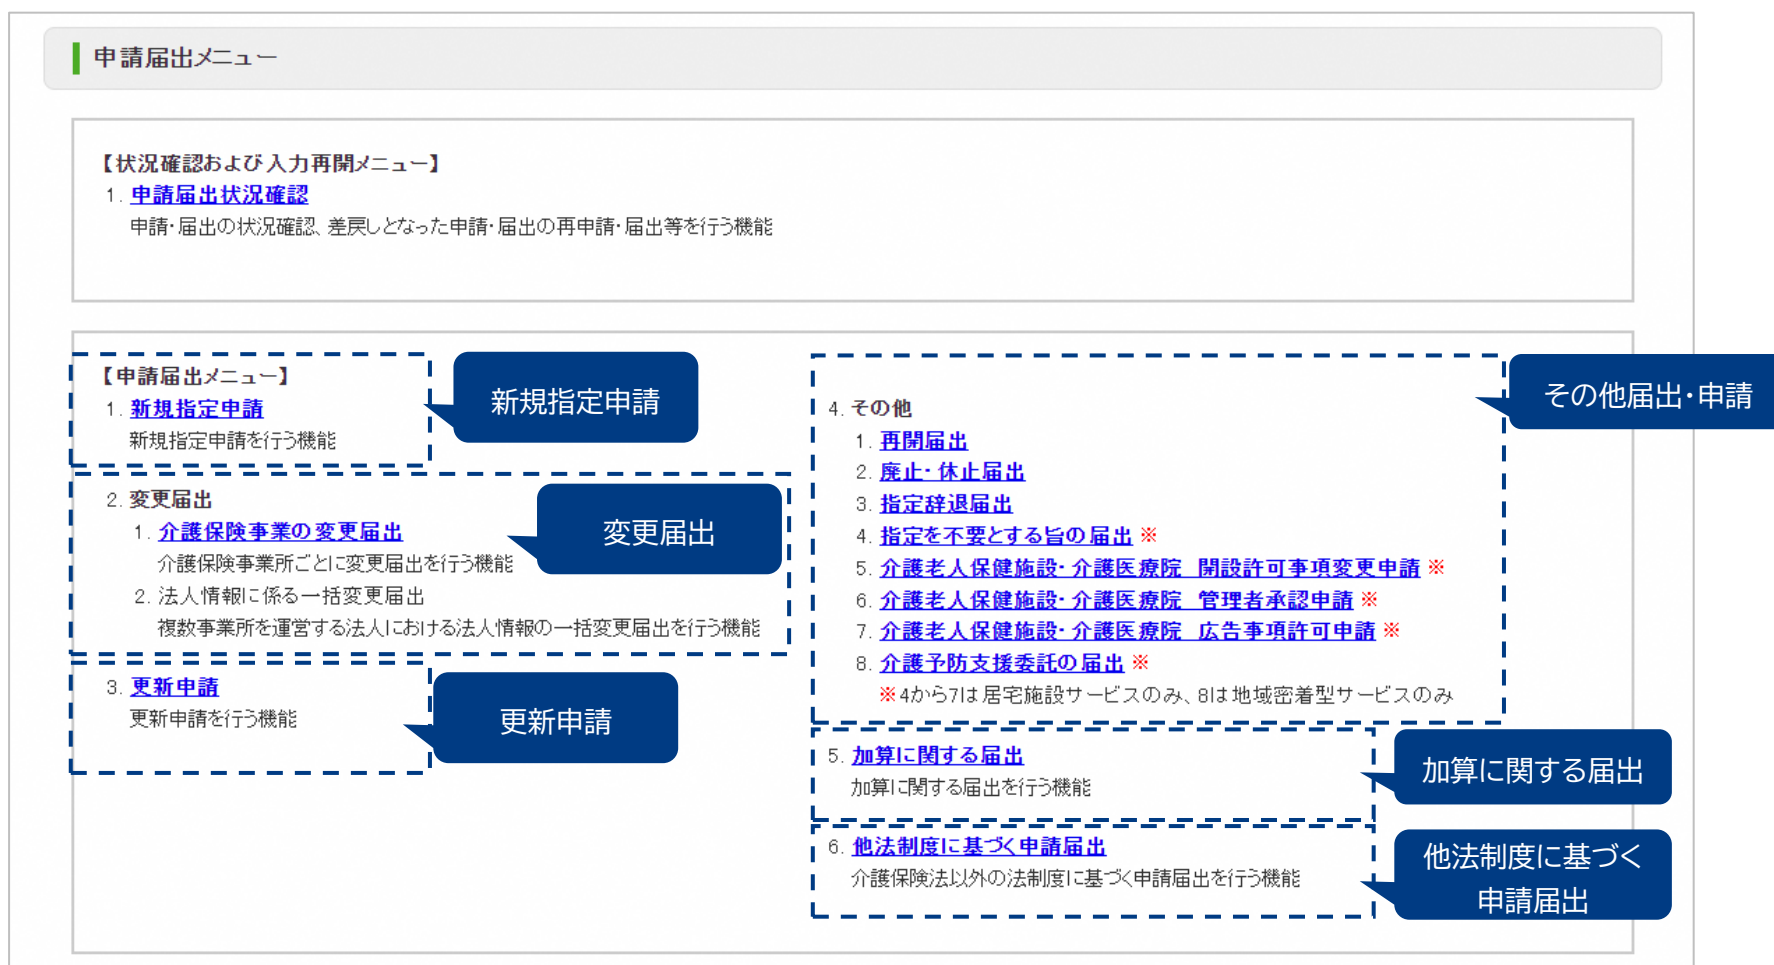 申請届出メニュー
【状況確認および入力再開メニュー】
1. 申請届出状況確認
申請・届出の状況確認、差戻しとなった申請・届出の再申請・届出等を行う機能
【申請届出メニュー】
1. 新規指定申請
新規指定申請を行う機能
新規指定申請
2. 変更届出
1. 介護保険事業の変更届出
介護保険事業所ごとに変更届出を行う機能
2. 法人情報に係る一括変更届出
複数事業所を運営する法人における法人情報の一括変更届出を行う機能
変更届出
3. 更新申請
更新申請を行う機能
更新申請
4. その他
1. 再開届出
2. 廃止・休止届出
3. 指定辞退届出
4. 指定を不要とする旨の届出 ※
5. 介護老人保健施設・介護医療院 開設許可事項変更申請 ※
6. 介護老人保健施設・介護医療院 管理者承認申請 ※
7. 介護老人保健施設・介護医療院 広告事項許可申請 ※
8. 介護予防支援委託の届出 ※
※4から7は居宅施設サービスのみ、8は地域密着型サービスのみ
その他届出・申請
5. 加算に関する届出
加算に関する届出を行う機能
加算に関する届出
6. 他法制度に基づく申請届出
介護保険法以外の法制度に基づく申請届出を行う機能
他法制度に基づく
申請届出